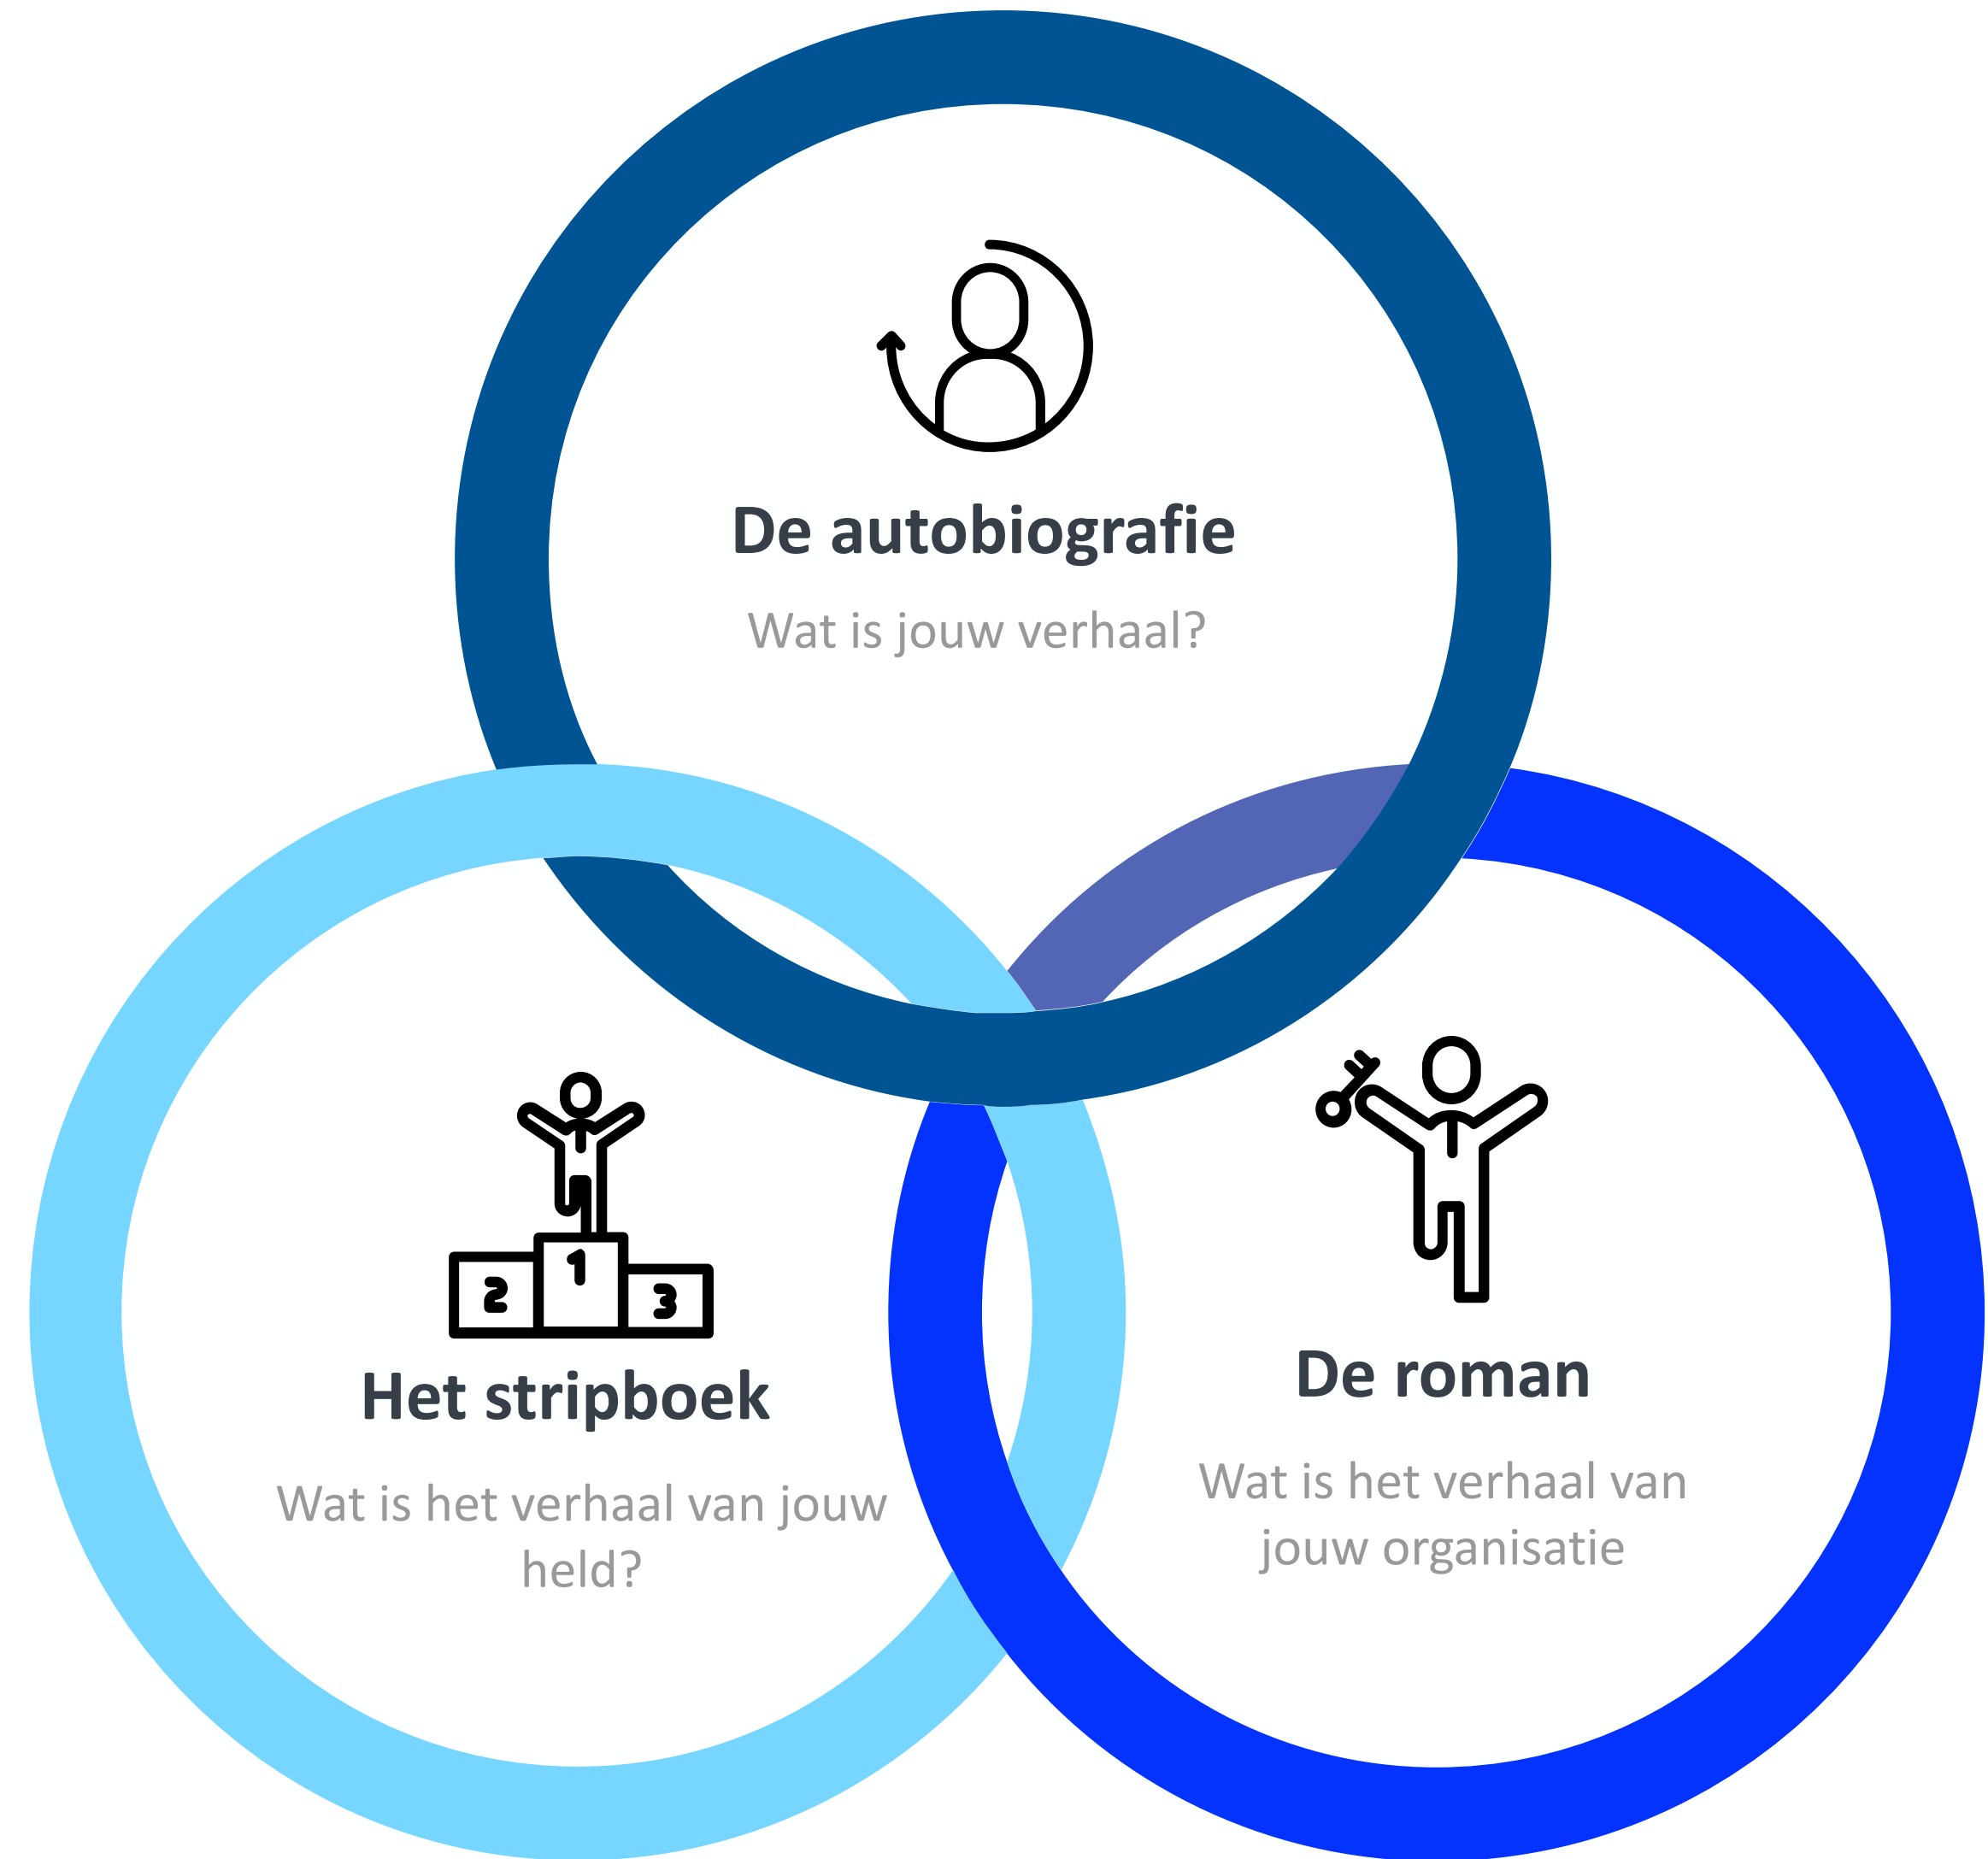 De autobiografie
Wat is jouw verhaal?
1
2
3
Het stripboek
Wat is het verhaal van jouw
held?
De roman
Wat is het verhaal van
jouw organisatie